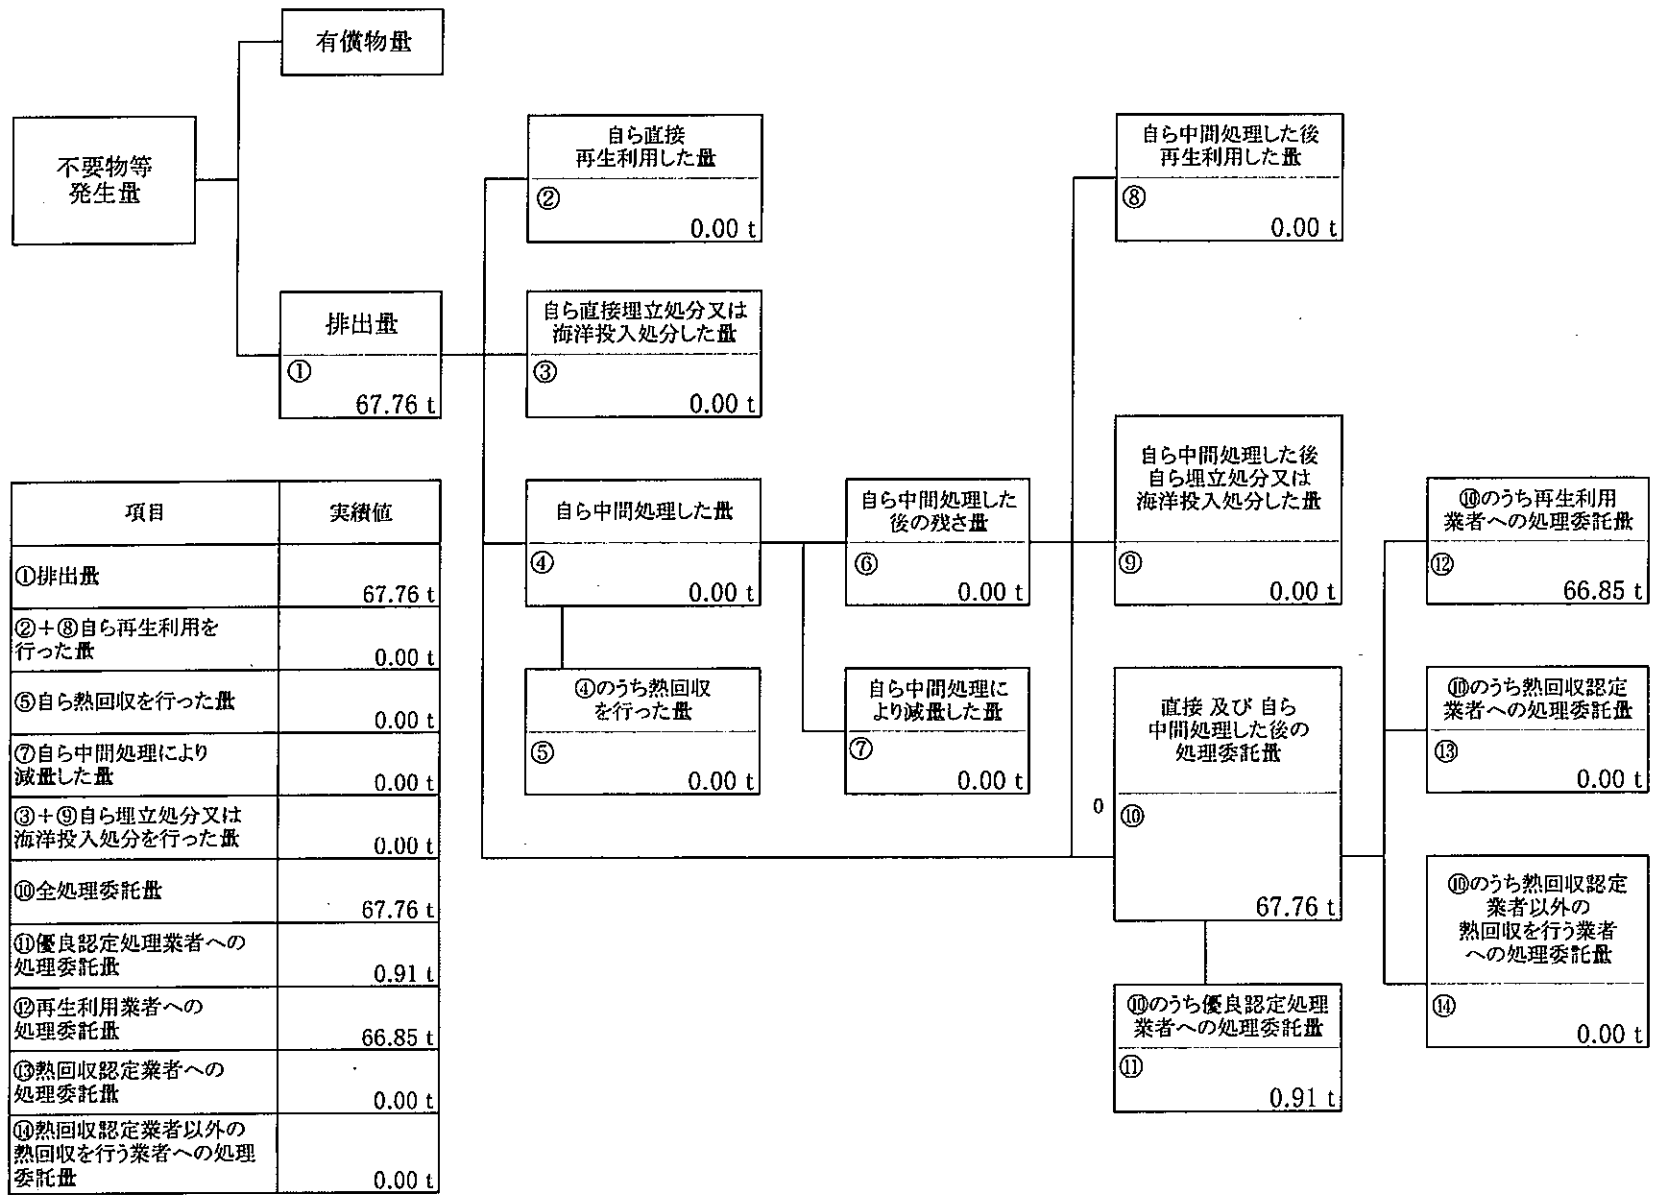 有償物量
不要物等
発生量
排出量
①
67.76 t
自ら直接
再生利用した量
②
0.00 t
自ら直接埋立処分又は
海洋投入処分した量
③
0.00 t
自ら中間処理した量
④
0.00 t
④のうち熱回収
を行った量
⑤
0.00 t
自ら中間処理した
後の残さ量
⑥
0.00 t
自ら中間処理に
より減量した量
⑦
0.00 t
自ら中間処理した後
再生利用した量
⑧
0.00 t
自ら中間処理した後
自ら埋立処分又は
海洋投入処分した量
⑨
0.00 t
直接 及び 自ら
中間処理した後の
処理委託量
0
⑩
67.76 t
⑩のうち優良認定処理
業者への処理委託量
⑪
0.91 t
⑩のうち再生利用
業者への処理委託量
⑫
66.85 t
⑩のうち熱回収認定
業者への処理委託量
⑬
0.00 t
⑩のうち熱回収認定
業者以外の
熱回収を行う業者
への処理委託量
⑭
0.00 t
項目 実績値
①排出量
67.76 t
②+⑧自ら再生利用を
行った量
0.00 t
⑤自ら熱回収を行った量
0.00 t
⑦自ら中間処理により
減量した量
0.00 t
③+⑨自ら埋立処分又は
海洋投入処分を行った量
0.00 t
⑩全処理委託量
67.76 t
⑪優良認定処理業者への
処理委託量
0.91 t
⑫再生利用業者への
処理委託量
66.85 t
⑬熱回収認定業者への
処理委託量
0.00 t
⑭熱回収認定業者以外の
熱回収を行う業者への処理
委託量
0.00 t